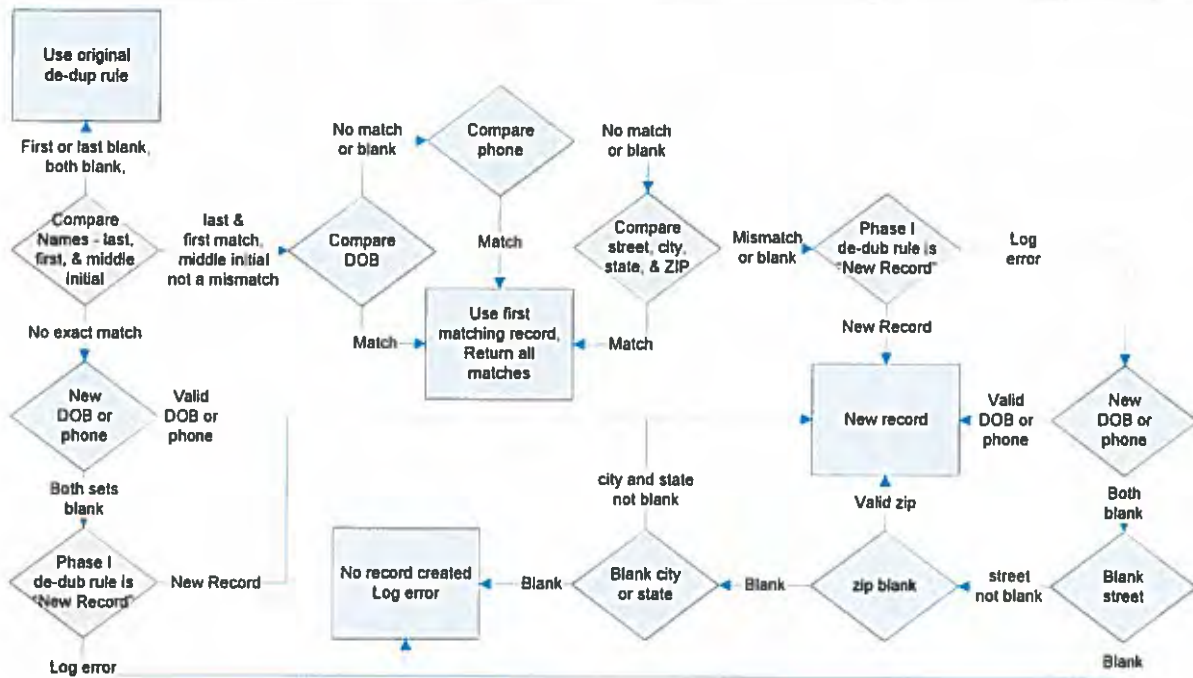 Use original
de-dup rule
First or last blank,
both blank,
Compare
Names - last,
first, & middle
initial
last &
first match,
middle initial
not a mismatch
No match
or blank
Compare
DOB
Compare
phone
Match
Match
Use first
matching record,
Return all
matches
No match
or blank
Compare
street, city,
state, & ZIP
Match
Mismatch
or blank
Phase I
de-dub rule is
"New Record"
Log
error
New Record
No exact match
New
DOB or
phone
Valid
DOB or
phone
New record
Valid
DOB or
phone
New
DOB or
phone
Both sets
blank
city and state
not blank
Valid zip
Both
blank
Phase I
de-dub rule is
"New Record"
New Record
No record created
Log error
Blank
Blank city
or state
Blank
zip blank
street
not blank
Blank
street
Log error
Blank